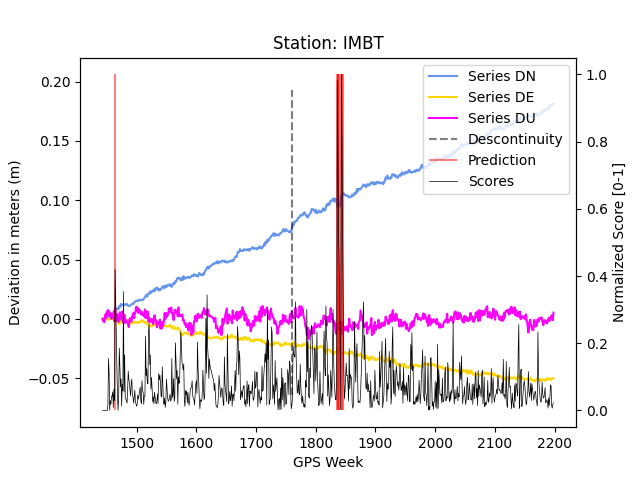 Station: IMBT
Series DN
Series DE
Series DU
Descontinuity
Prediction
Scores
0.20
0.15
0.10
0.05
0.00
−0.05
Deviation in meters (m)
1.0
0.8
0.6
0.4
0.2
0.0
Normalized Score [0-1]
1500 1600 1700 1800 1900 2000 2100 2200
GPS Week